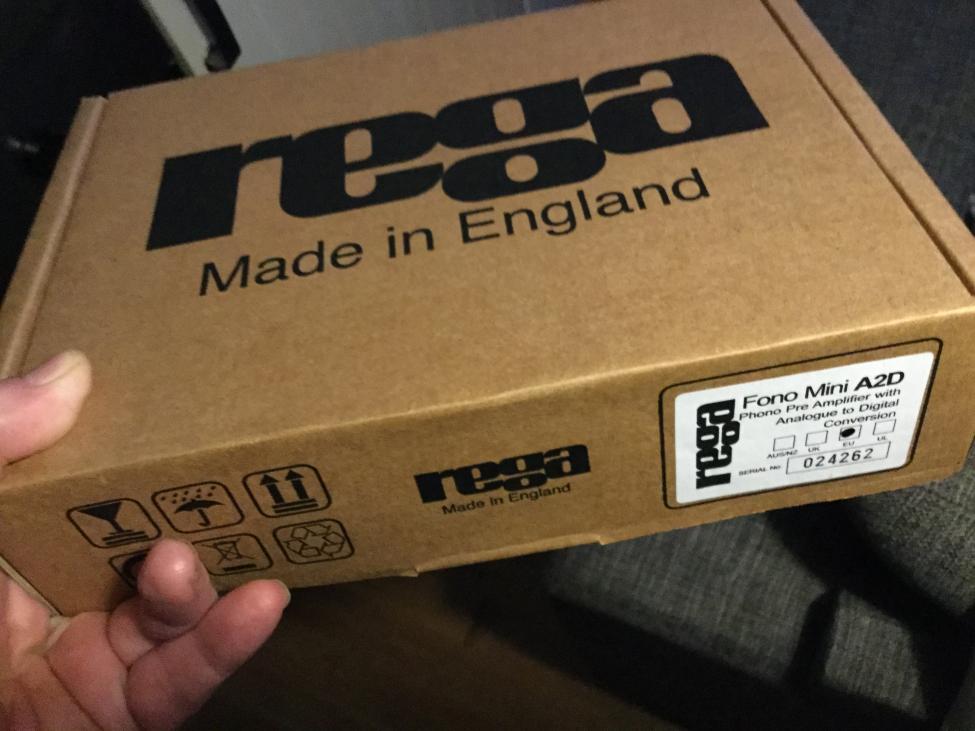 rega
Made in England
rega
Made in England
rega
Fono Mini A2D
Phono Pre Amplifier with
Analogue to Digital
Conversion
AUS/NZ UK EU UL
SERIAL No. 024262